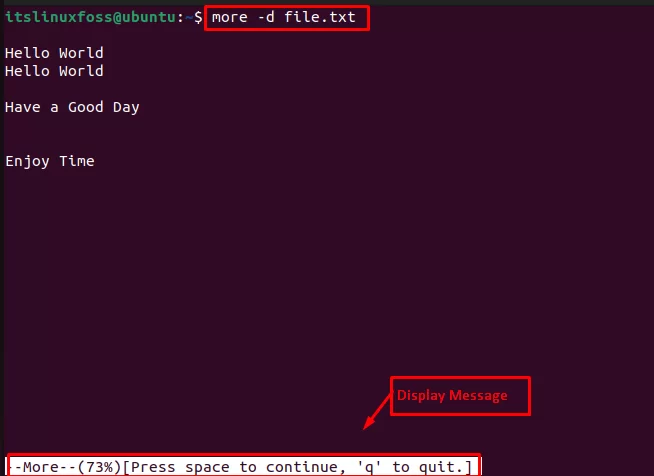 itslinuxfoss@ubuntu:~$ more -d file.txt
Hello World
Hello World
Have a Good Day
Enjoy Time
Display Message
--More--(73%)[Press space to continue, 'q' to quit.]